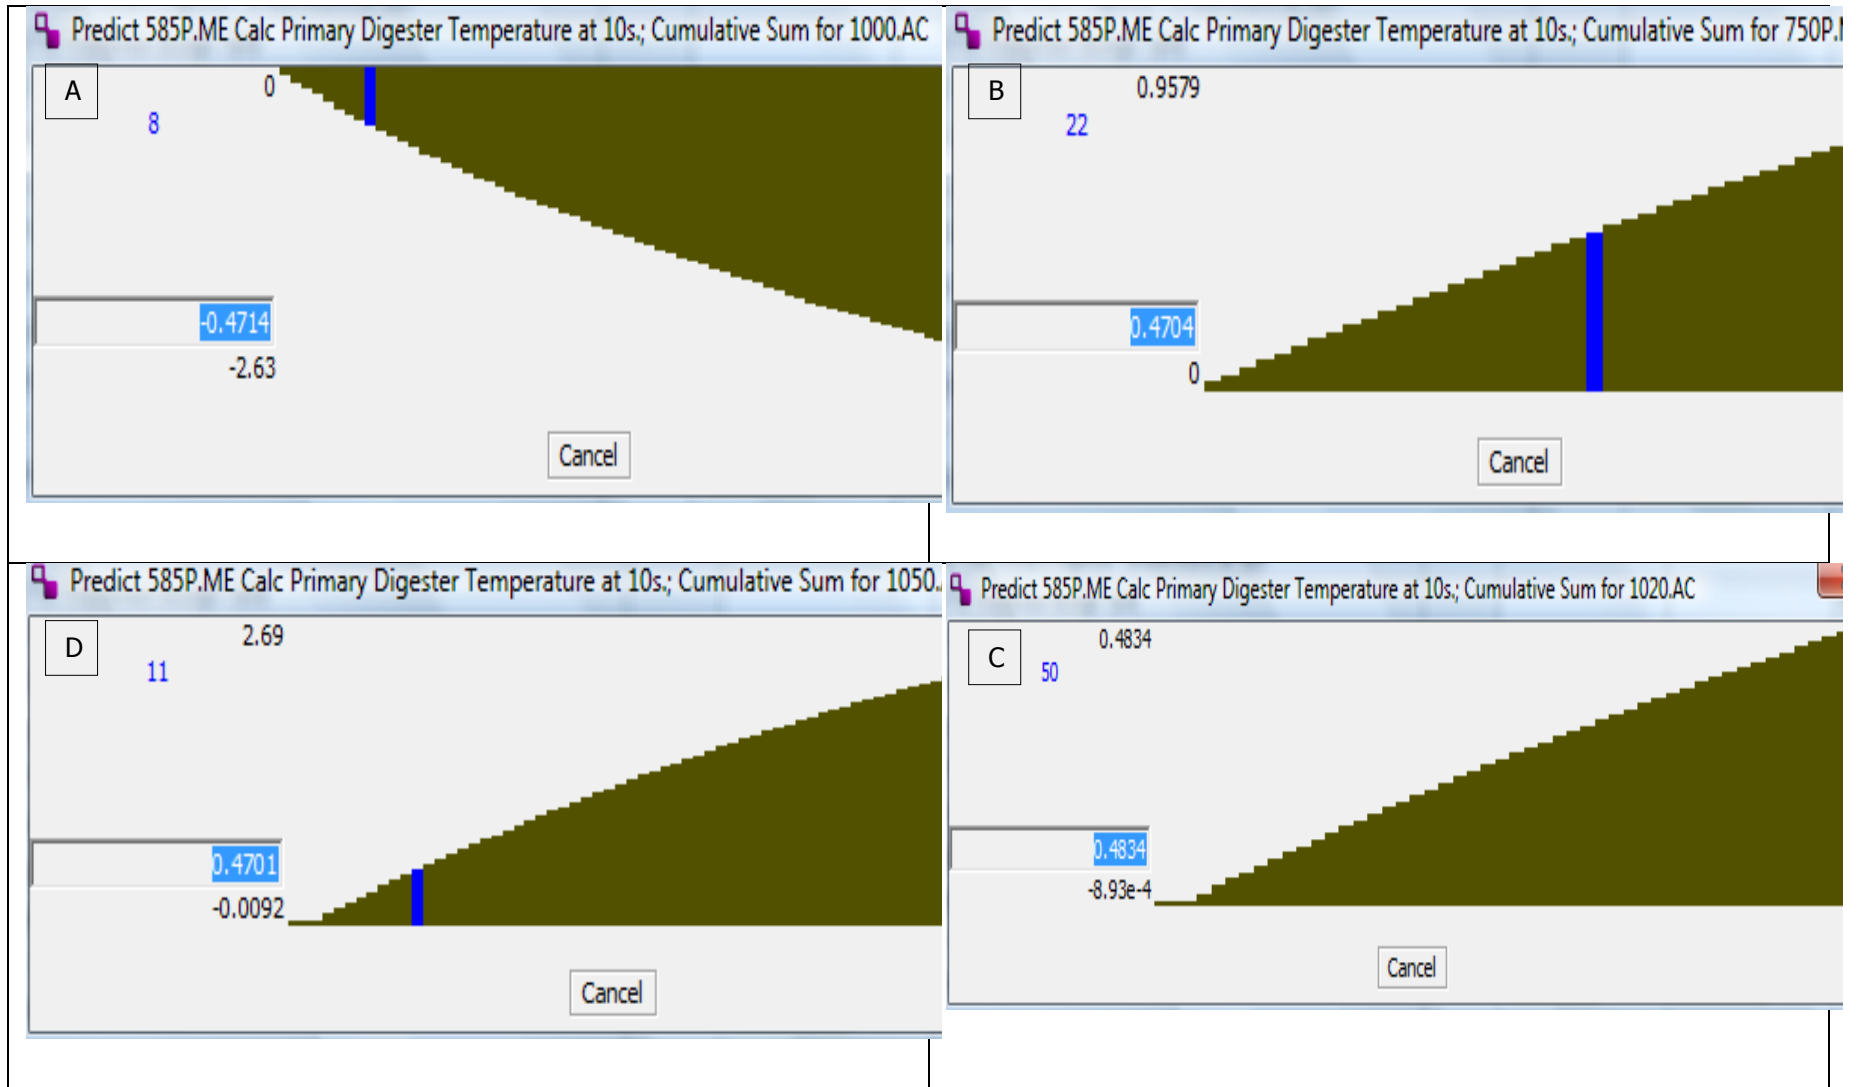 Predict 585P.ME Calc Primary Digester Temperature at 10s.; Cumulative Sum for 1000.AC
A
0
8
-0.4714
-2.63
Cancel
Predict 585P.ME Calc Primary Digester Temperature at 10s.; Cumulative Sum for 750P.
B
0.9579
22
0.4704
0
Cancel
Predict 585P.ME Calc Primary Digester Temperature at 10s.; Cumulative Sum for 1050.
D
2.69
11
0.4701
-0.0092
Cancel
Predict 585P.ME Calc Primary Digester Temperature at 10s.; Cumulative Sum for 1020.AC
C
0.4834
50
0.4834
-8.93e-4
Cancel